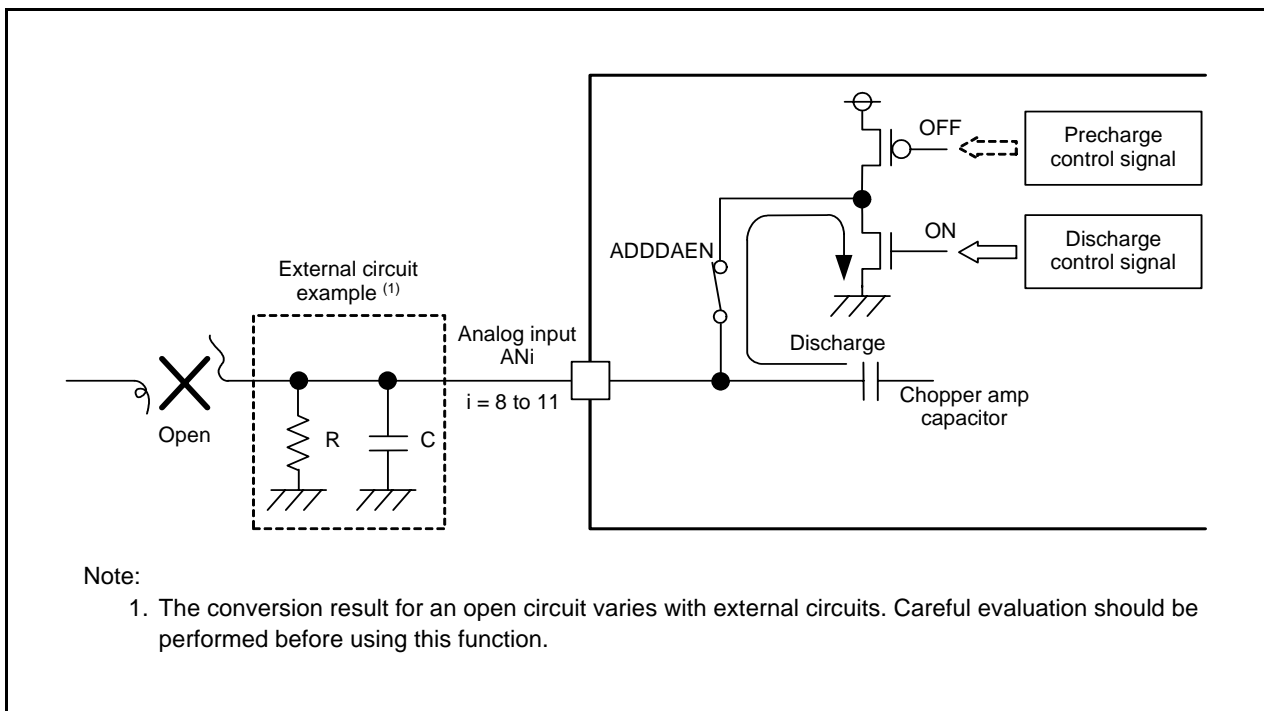 OFF
Precharge
control signal
ON
Discharge
control signal
ADDDAEN
External circuit
example (1)
Analog input
ANi
i = 8 to 11
Discharge
Chopper amp
capacitor
Open
R
C
Note:
1. The conversion result for an open circuit varies with external circuits. Careful evaluation should be
performed before using this function.